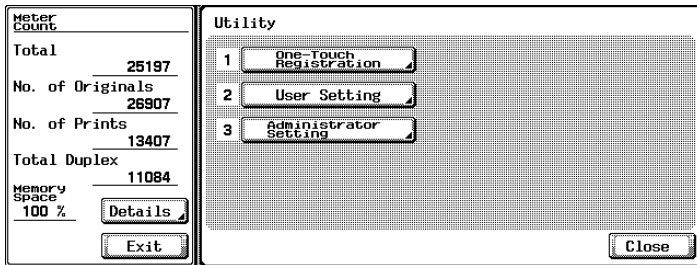 Meter
Count
Total
25197
No. of Originals
26907
No. of Prints
13407
Total Duplex
11084
Memory
Space
100 %
Details
Exit
Utility
1 One-Touch
Registration
2 User Setting
3 Administrator
Setting
Close